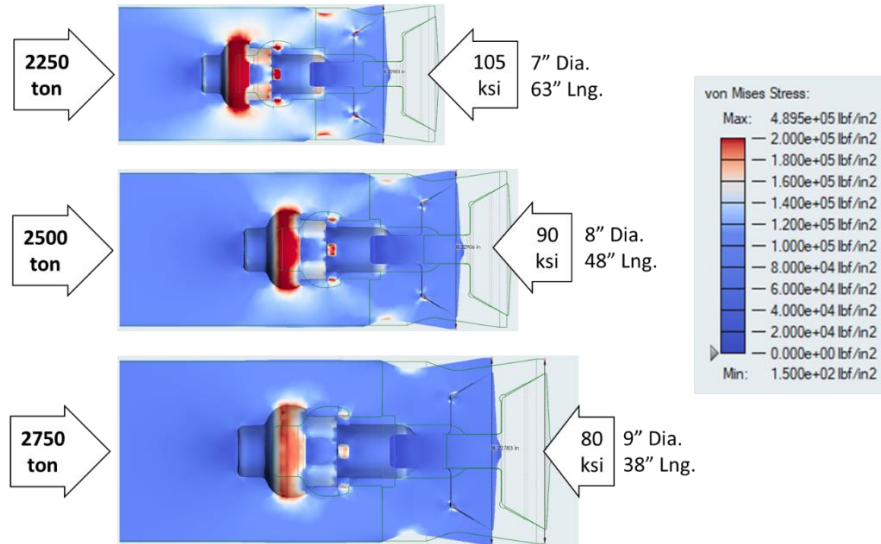 2250
ton
105
ksi
7” Dia.
63” Lng.
2500
ton
90
ksi
8” Dia.
48” Lng.
2750
ton
80
ksi
9” Dia.
38” Lng.
von Mises Stress:
Max: 4.895e+05 lbf/in2
2.000e+05 lbf/in2
1.800e+05 lbf/in2
1.600e+05 lbf/in2
1.400e+05 lbf/in2
1.200e+05 lbf/in2
1.000e+05 lbf/in2
8.000e+04 lbf/in2
6.000e+04 lbf/in2
4.000e+04 lbf/in2
2.000e+04 lbf/in2
0.000e+00 lbf/in2
Min: 1.500e+02 lbf/in2